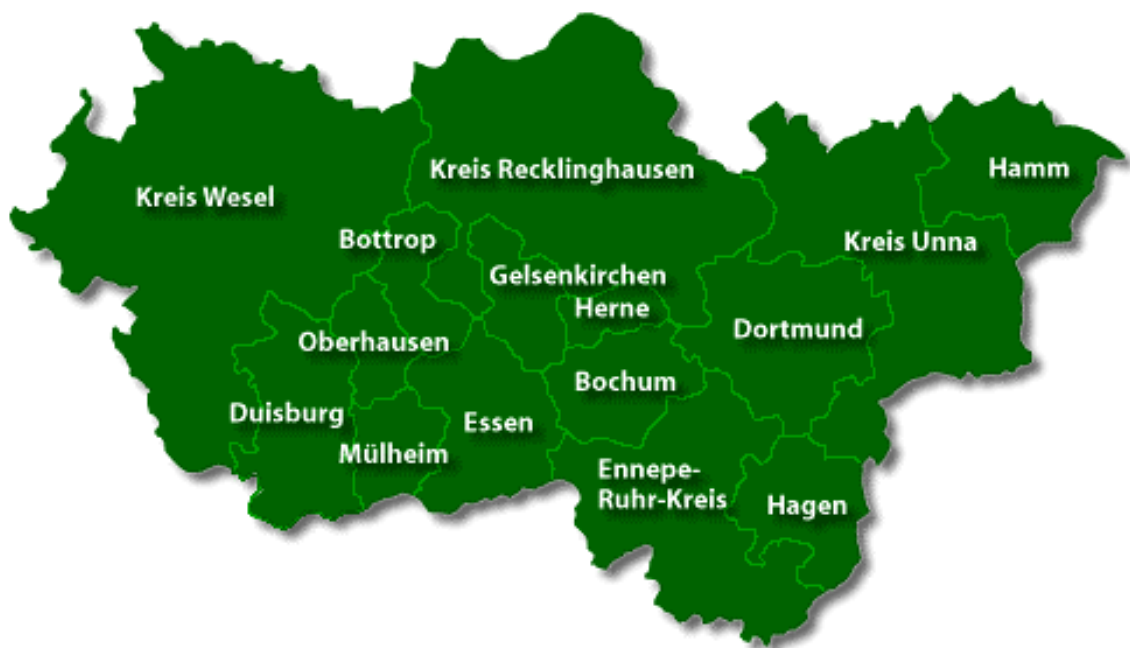 Kreis Recklinghausen
Hamm
Kreis Wesel
Bottrop
Kreis Unna
Gelsenkirchen
Herne
Oberhausen
Dortmund
Bochum
Duisburg
Essen
Mülheim
Ennepe-
Ruhr-Kreis
Hagen